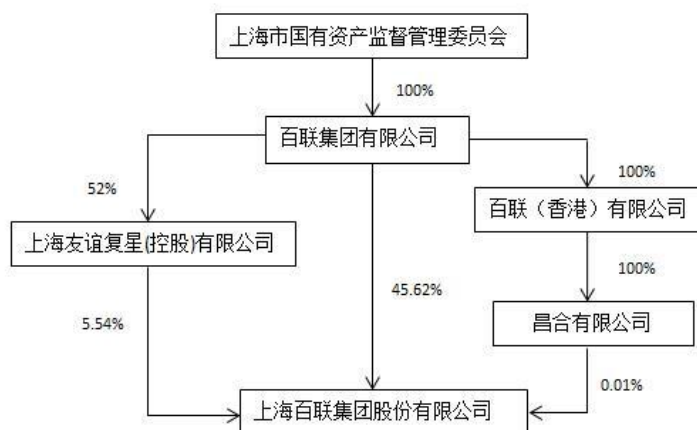 上海市国有资产监督管理委员会
100%
百联集团有限公司
52%
100%
百联（香港）有限公司
上海友谊复星(控股)有限公司
100%
45.62%
5.54%
昌合有限公司
0.01%
上海百联集团股份有限公司